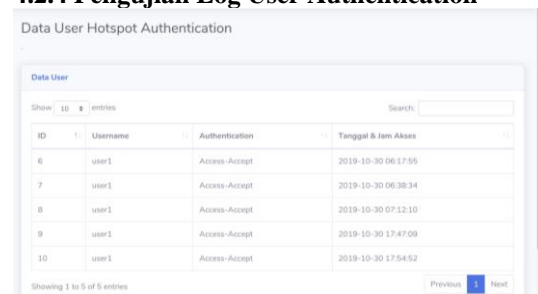 4.2.4 Pengujian Log User Authentication
Data User Hotspot Authentication
Data User
Show 10 entries Search:
ID Username Authentication Tanggal & Jam Akses
6 user1 Access-Accept 2019-10-30 06:17:55
7 user1 Access-Accept 2019-10-30 06:38:34
8 user1 Access-Accept 2019-10-30 07:12:10
9 user1 Access-Accept 2019-10-30 17:47:09
10 user1 Access-Accept 2019-10-30 17:54:52
Showing 1 to 5 of 5 entries Previous 1 Next